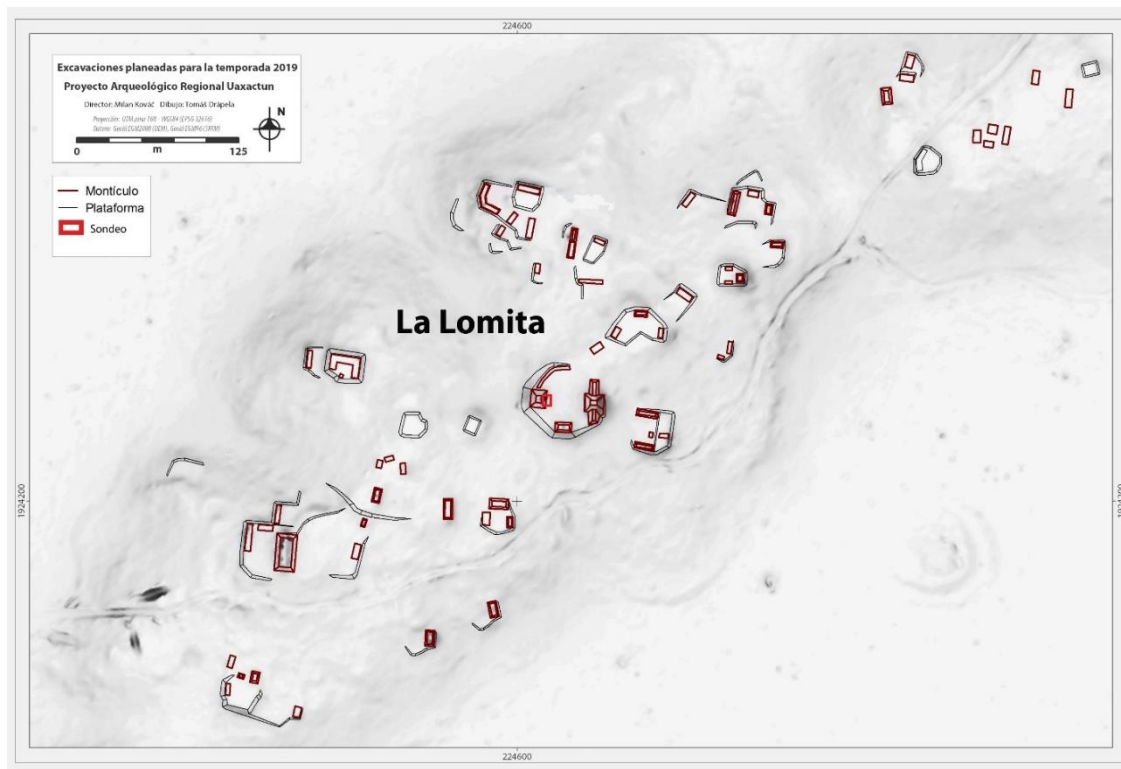 224600
Excavaciones planeadas para la temporada 2019
Proyecto Arqueológico Regional Uaxactun
Director: Milan Kováč Dibujo: Tomáš Drápela
N
0 m 125
Montículo
Plataforma
Sondeo
La Lomita
1924200
1924200
224600